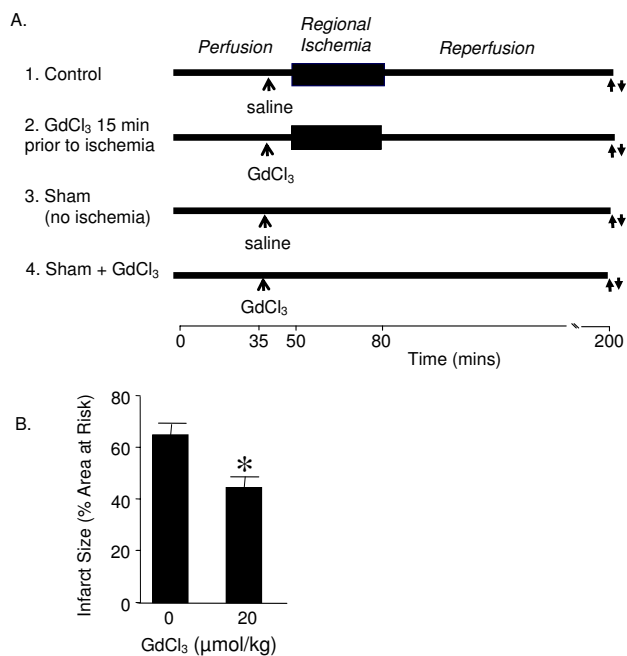 A.
Perfusion
Regional
Ischemia
Reperfusion
1. Control
saline
2. GdCl₃ 15 min
prior to ischemia
GdCl₃
3. Sham
(no ischemia)
saline
4. Sham + GdCl₃
GdCl₃
0 35 50 80 200
Time (mins)
B.
Infarct Size (% Area at Risk)
80
60
40
20
0
*
0 20
GdCl₃ (μmol/kg)